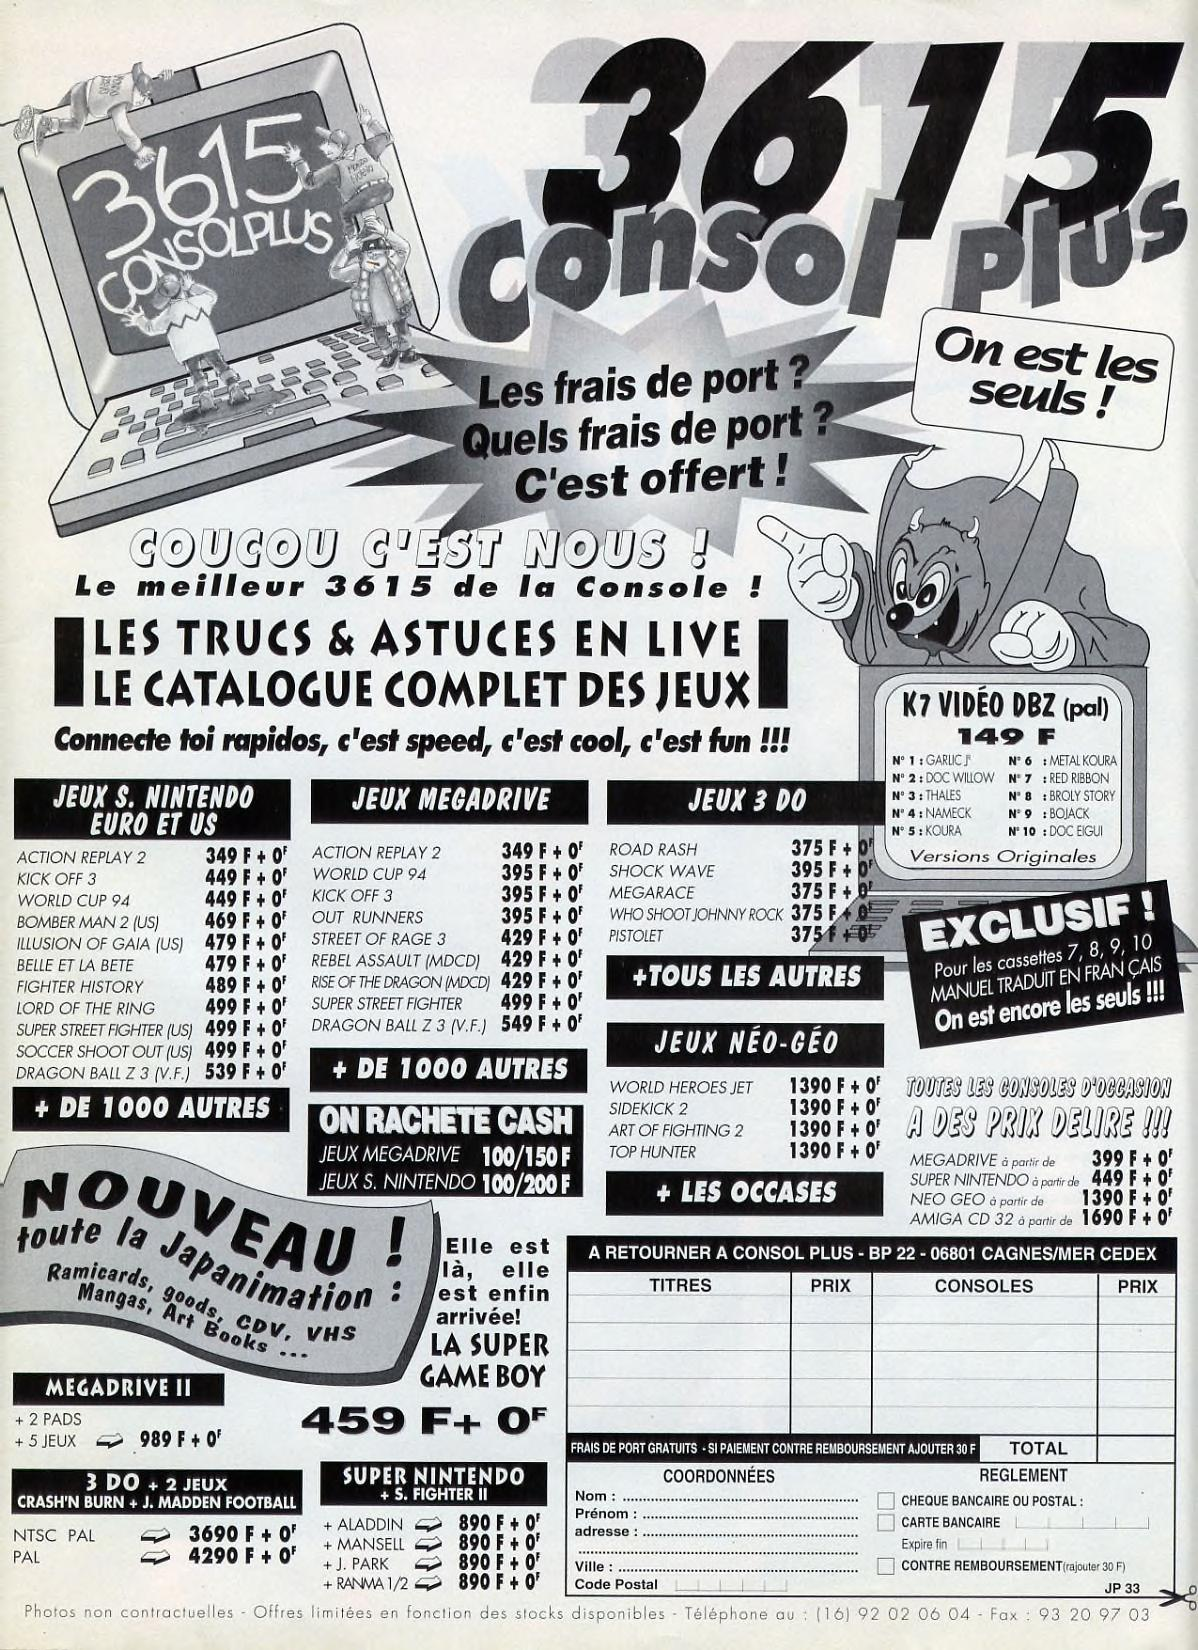 3615
CONSOLPLUS
3615
Consol plus
On est les
seuls !
Les frais de port ?
Quels frais de port ?
C'est offert !
COUCOU C'EST NOUS !
Le meilleur 3615 de la Console !
LES TRUCS & ASTUCES EN LIVE
LE CATALOGUE COMPLET DES JEUX
Connecte toi rapidos, c'est speed, c'est cool, c'est fun !!!
K7 VIDÉO DBZ (pal)
149 F
N° 1 : GARLIC Jr
N° 2 : DOC WILLOW
N° 3 : THALES
N° 4 : NAMECK
N° 5 : KOURA
N° 6 : METAL KOURA
N° 7 : RED RIBBON
N° 8 : BROLY STORY
N° 9 : BOJACK
N° 10 : DOC EIGUI
Versions Originales
EXCLUSIF !
Pour les cassettes 7, 8, 9, 10
MANUEL TRADUIT EN FRAN ÇAIS
On est encore les seuls !!!
JEUX S. NINTENDO
EURO ET US
ACTION REPLAY 2 349 F + 0F
KICK OFF 3 449 F + 0F
WORLD CUP 94 449 F + 0F
BOMBER MAN 2 (US) 469 F + 0F
ILLUSION OF GAIA (US) 479 F + 0F
BELLE ET LA BETE 479 F + 0F
FIGHTER HISTORY 489 F + 0F
LORD OF THE RING 499 F + 0F
SUPER STREET FIGHTER (US) 499 F + 0F
SOCCER SHOOT OUT (US) 499 F + 0F
DRAGON BALL Z 3 (V.F.) 539 F + 0F
+ DE 1000 AUTRES
JEUX MEGADRIVE
ACTION REPLAY 2 349 F + 0F
WORLD CUP 94 395 F + 0F
KICK OFF 3 395 F + 0F
OUT RUNNERS 395 F + 0F
STREET OF RAGE 3 429 F + 0F
REBEL ASSAULT (MDCD) 429 F + 0F
RISE OF THE DRAGON (MDCD) 429 F + 0F
SUPER STREET FIGHTER 499 F + 0F
DRAGON BALL Z 3 (V.F.) 549 F + 0F
+ DE 1000 AUTRES
ON RACHETE CASH
JEUX MEGADRIVE 100/150 F
JEUX S. NINTENDO 100/200 F
JEUX 3 DO
ROAD RASH 375 F + 0F
SHOCK WAVE 395 F + 0F
MEGARACE 375 F + 0F
WHO SHOOT JOHNNY ROCK 375 F + 0F
PISTOLET 375 F + 0F
+TOUS LES AUTRES
JEUX NÉO-GÉO
WORLD HEROES JET 1390 F + 0F
SIDEKICK 2 1390 F + 0F
ART OF FIGHTING 2 1390 F + 0F
TOP HUNTER 1390 F + 0F
+ LES OCCASES
TOUTES LES CONSOLES D'OCCASION
A DES PRIX DELIRE !!!
MEGADRIVE à partir de 399 F + 0F
SUPER NINTENDO à partir de 449 F + 0F
NEO GEO à partir de 1390 F + 0F
AMIGA CD 32 à partir de 1690 F + 0F
NOUVEAU !
toute la Japanimation :
Ramicards, goods, CDV, VHS
Mangas, Art Books ...
Elle est
là, elle
est enfin
arrivée!
LA SUPER
GAME BOY
459 F+ 0F
MEGADRIVE II
+ 2 PADS
+ 5 JEUX 989 F + 0F
3 DO + 2 JEUX
CRASH'N BURN + J. MADDEN FOOTBALL
NTSC PAL 3690 F + 0F
PAL 4290 F + 0F
SUPER NINTENDO
+ S. FIGHTER II
+ ALADDIN 890 F + 0F
+ MANSELL 890 F + 0F
+ J. PARK 890 F + 0F
+ RANMA 1/2 890 F + 0F
A RETOURNER A CONSOL PLUS - BP 22 - 06801 CAGNES/MER CEDEX
TITRES PRIX CONSOLES PRIX
FRAIS DE PORT GRATUITS - SI PAIEMENT CONTRE REMBOURSEMENT AJOUTER 30 F TOTAL
COORDONNÉES
Nom :
Prénom :
adresse :
Ville :
Code Postal
REGLEMENT
CHEQUE BANCAIRE OU POSTAL :
CARTE BANCAIRE
Expire fin
CONTRE REMBOURSEMENT(rajouter 30 F)
JP 33
Photos non contractuelles - Offres limitées en fonction des stocks disponibles - Téléphone au : (16) 92 02 06 04 - Fax : 93 20 97 03